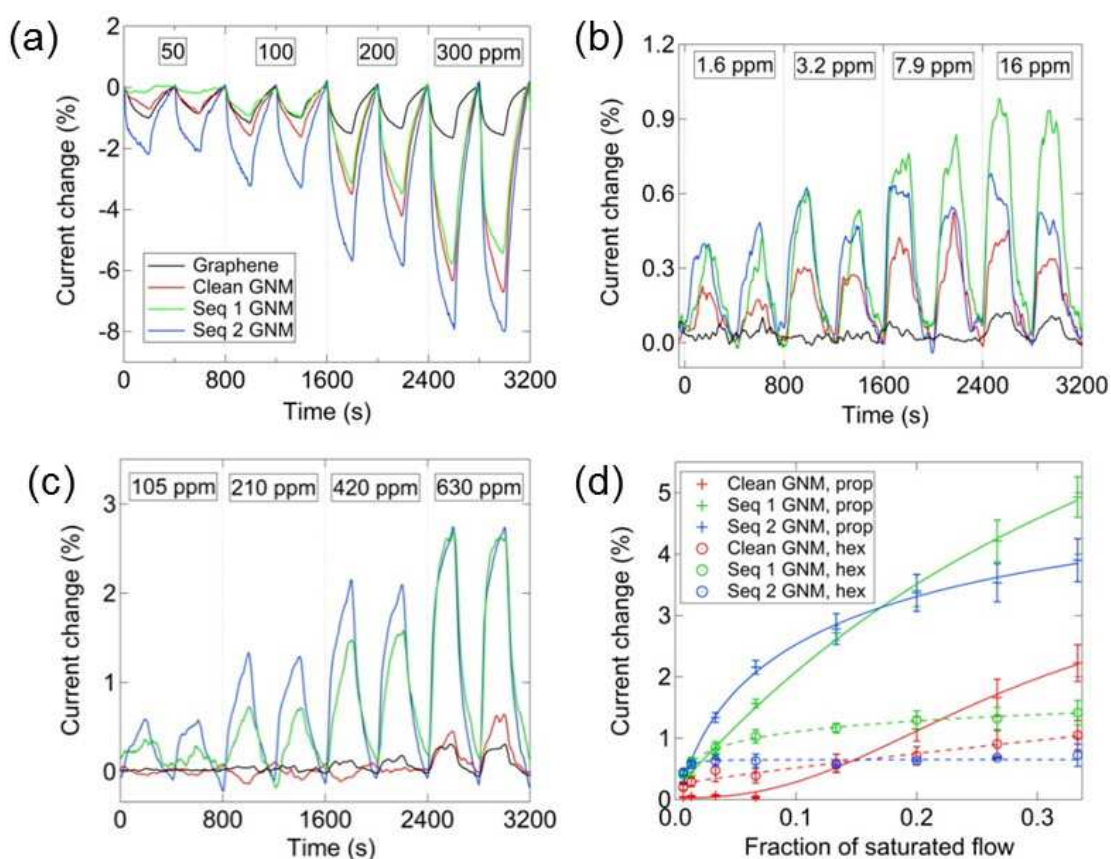 (a)
50 100 200 300 ppm
0
-2
-4
-6
-8
Current change (%)
Graphene
Clean GNM
Seq 1 GNM
Seq 2 GNM
0 800 1600 2400 3200
Time (s)
(b)
1.6 ppm 3.2 ppm 7.9 ppm 16 ppm
1.2
0.9
0.6
0.3
0.0
Current change (%)
0 800 1600 2400 3200
Time (s)
(c)
105 ppm 210 ppm 420 ppm 630 ppm
3
2
1
0
Current change (%)
0 800 1600 2400 3200
Time (s)
(d)
Clean GNM, prop
Seq 1 GNM, prop
Seq 2 GNM, prop
Clean GNM, hex
Seq 1 GNM, hex
Seq 2 GNM, hex
5
4
3
2
1
0
Current change (%)
0.0 0.1 0.2 0.3
Fraction of saturated flow